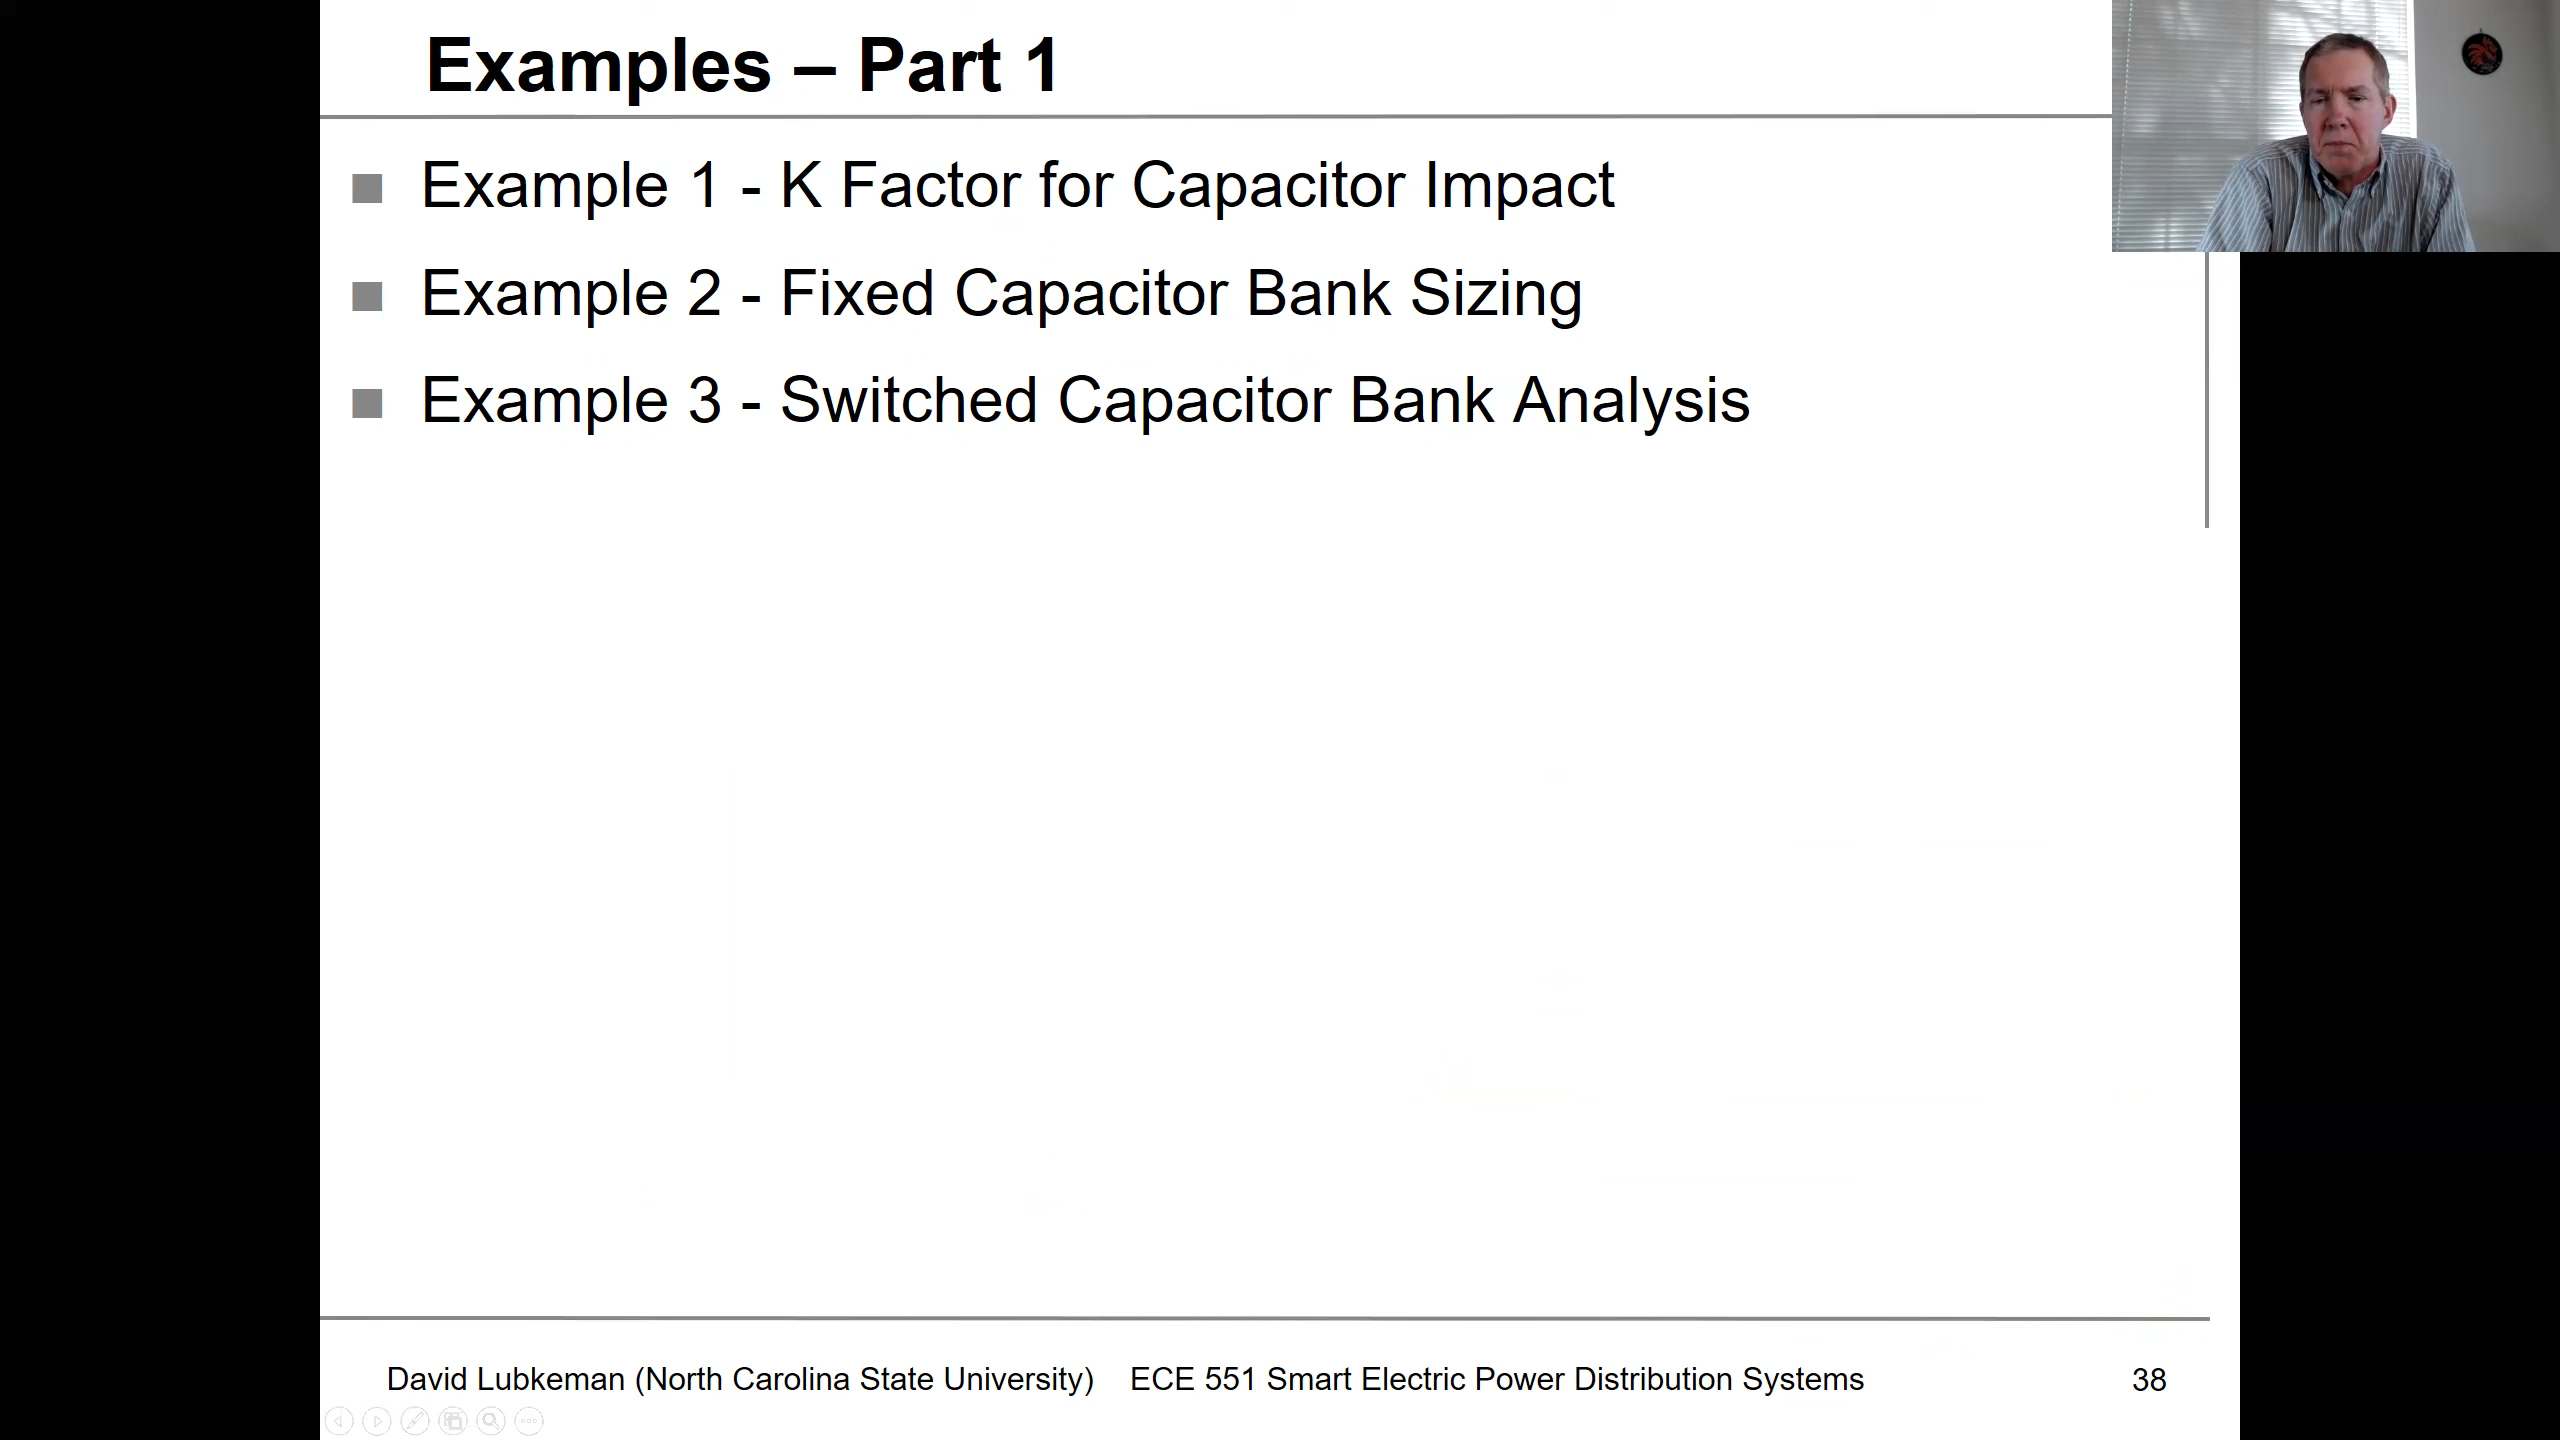 Examples – Part 1
Example 1 - K Factor for Capacitor Impact
Example 2 - Fixed Capacitor Bank Sizing
Example 3 - Switched Capacitor Bank Analysis
David Lubkeman (North Carolina State University) ECE 551 Smart Electric Power Distribution Systems 38